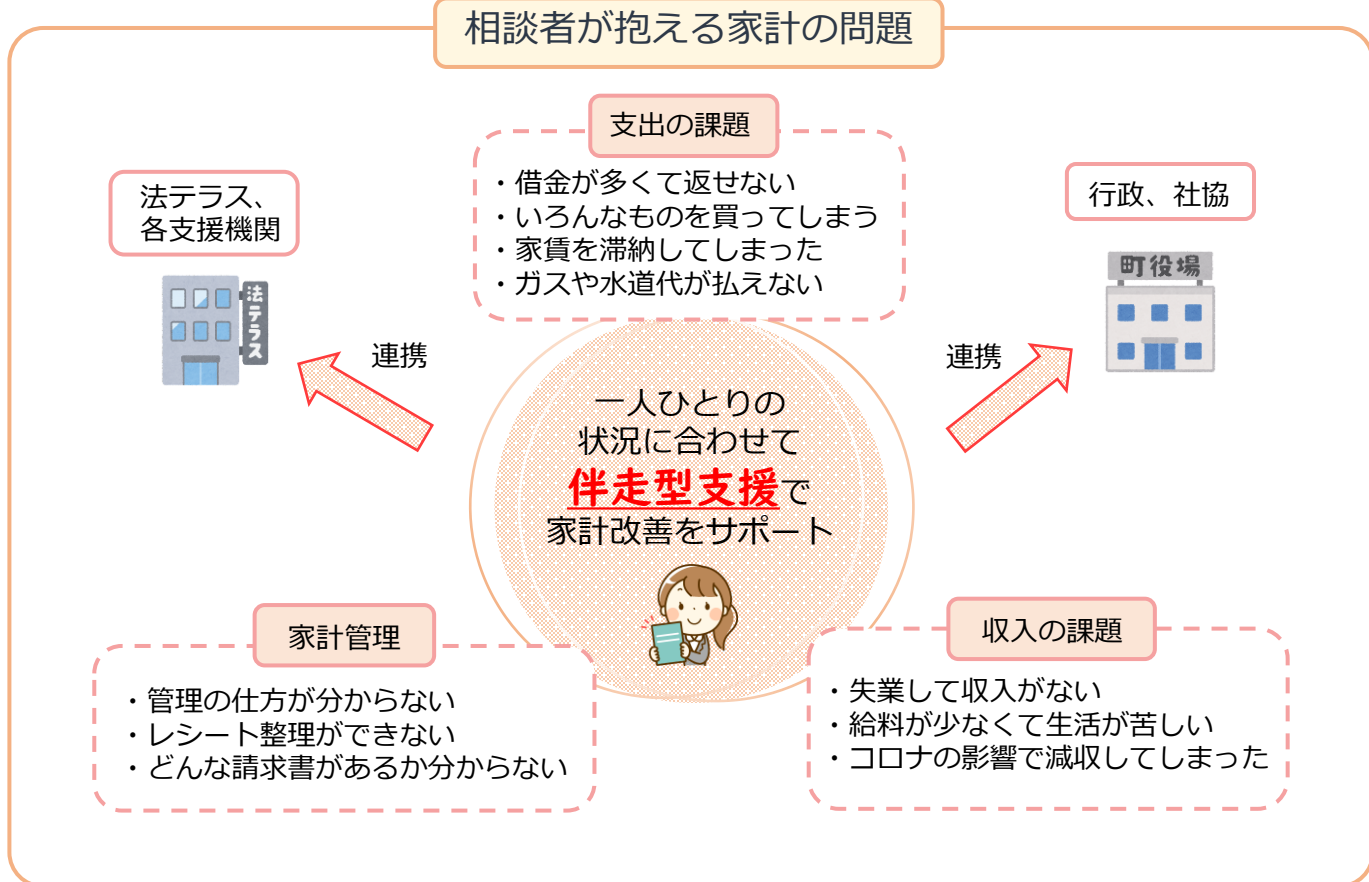 相談者が抱える家計の問題
支出の課題
・借金が多くて返せない
・いろんなものを買ってしまう
・家賃を滞納してしまった
・ガスや水道代が払えない
法テラス、
各支援機関
法テラス
連携
行政、社協
町役場
連携
一人ひとりの
状況に合わせて
伴走型支援で
家計改善をサポート
家計管理
・管理の仕方が分からない
・レシート整理ができない
・どんな請求書があるか分からない
収入の課題
・失業して収入がない
・給料が少なくて生活が苦しい
・コロナの影響で減収してしまった